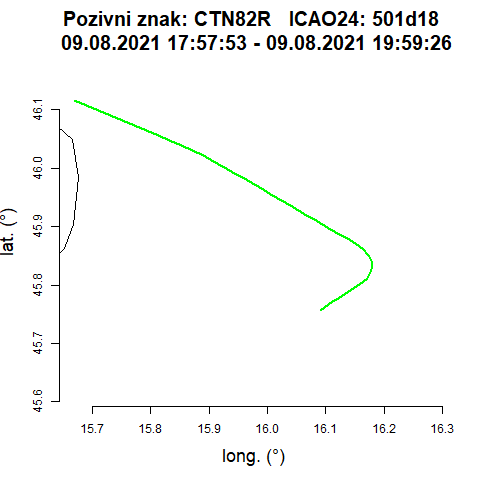 Pozivni znak: CTN82R   ICAO24: 501d18
09.08.2021 17:57:53 - 09.08.2021 19:59:26
46.1
46.0
45.9
45.8
45.7
45.6
lat. (°)
15.7 15.8 15.9 16.0 16.1 16.2 16.3
long. (°)